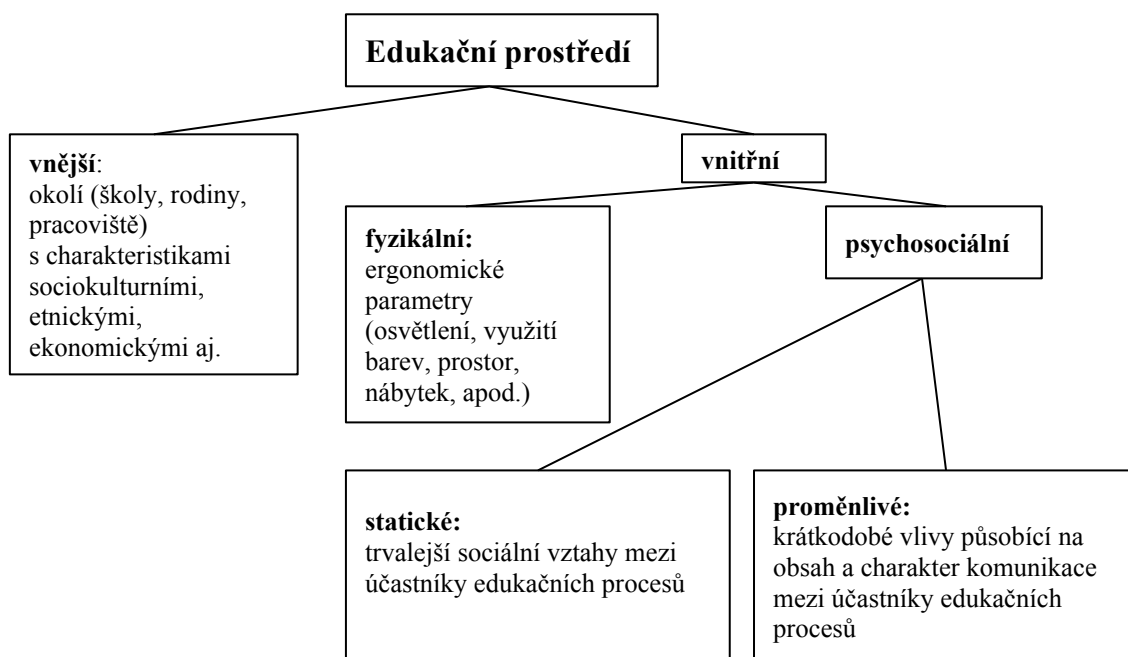 Edukační prostředí
vnější:
okolí (školy, rodiny,
pracoviště)
s charakteristikami
sociokulturními,
etnickými,
ekonomickými aj.
vnitřní
fyzikální:
ergonomické
parametry
(osvětlení, využití
barev, prostor,
nábytek, apod.)
psychosociální
statické:
trvalejší sociální vztahy mezi
účastníky edukačních procesů
proměnlivé:
krátkodobé vlivy působící na
obsah a charakter komunikace
mezi účastníky edukačních
procesů